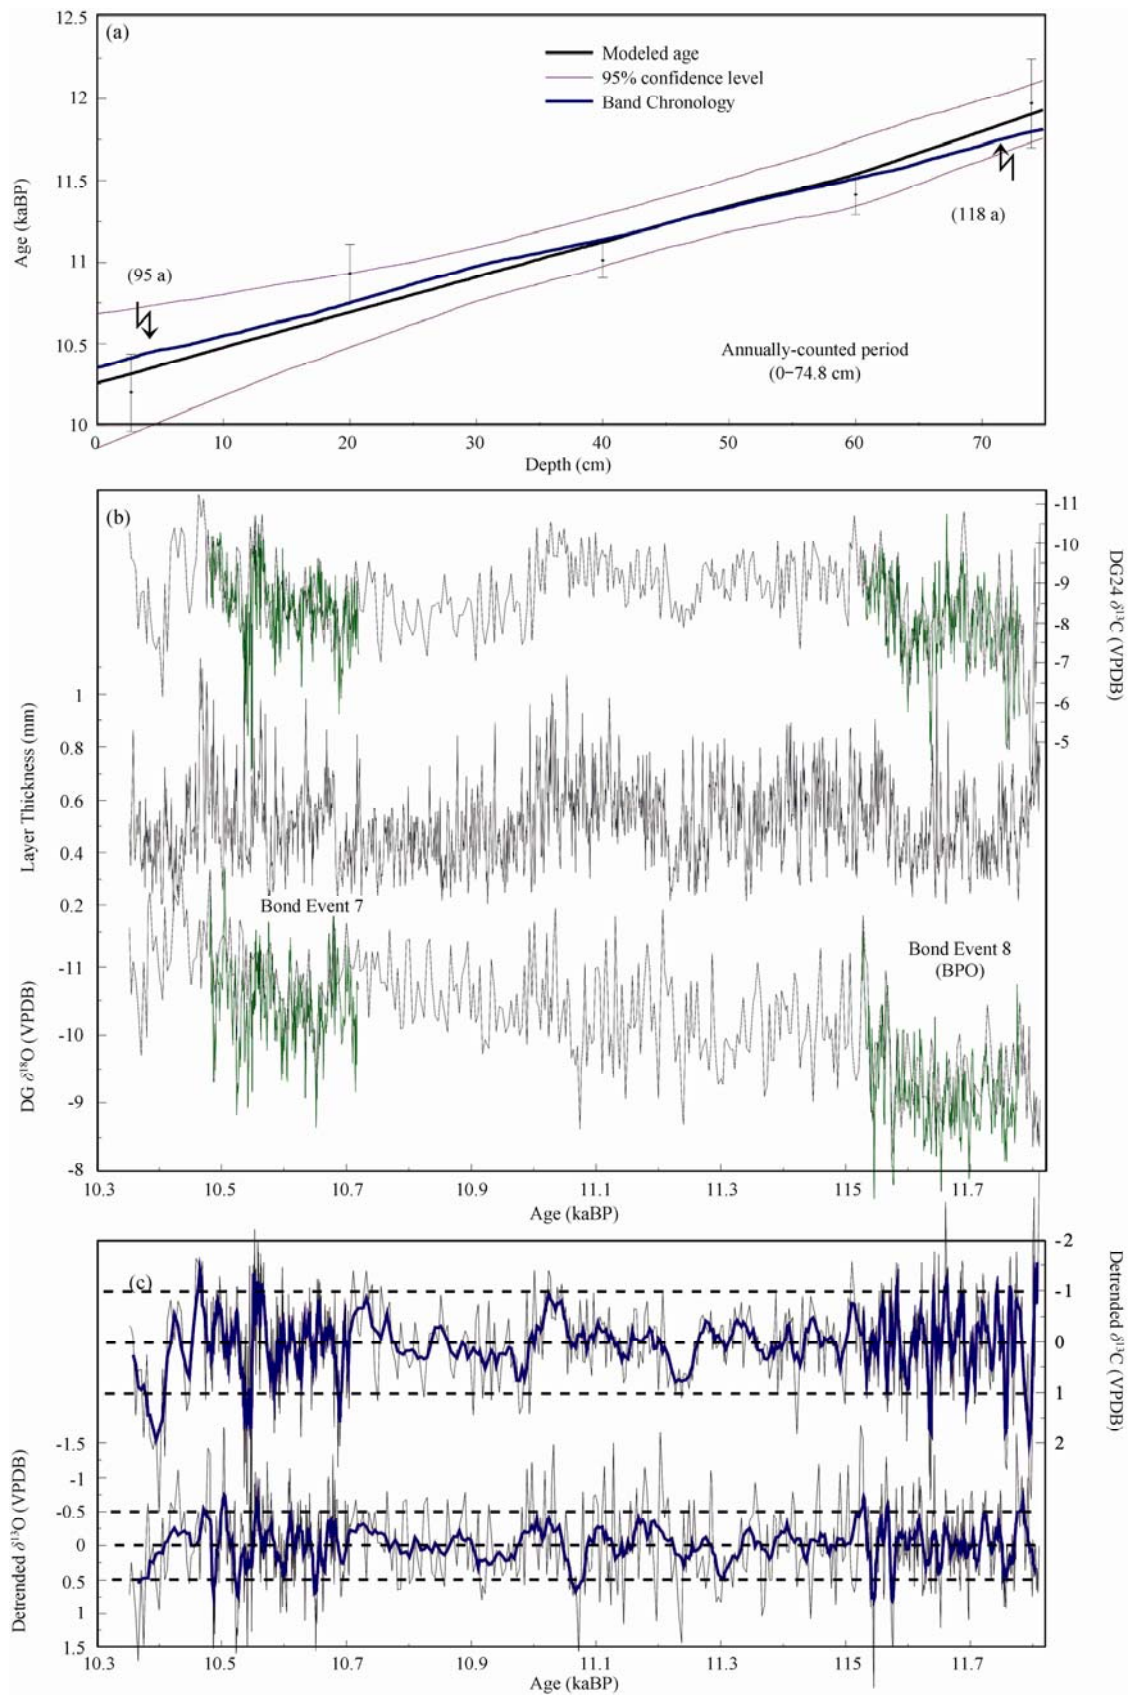 (a)
Modeled age
95% confidence level
Band Chronology
12.5
12
11.5
11
10.5
10
Age (kaBP)
(95 a)
(118 a)
Annually-counted period
(0−74.8 cm)
0 10 20 30 40 50 60 70
Depth (cm)
(b)
-11
-10
-9
-8
-7
-6
-5
DG24 δ¹³C (VPDB)
1
0.8
0.6
0.4
0.2
Layer Thickness (mm)
Bond Event 7
Bond Event 8
(BPO)
-11
-10
-9
-8
DG δ¹⁸O (VPDB)
10.3 10.5 10.7 10.9 11.1 11.3 115 11.7
Age (kaBP)
(c)
-2
-1
0
1
2
Detrended δ¹³C (VPDB)
-1.5
-1
-0.5
0
0.5
1
1.5
Detrended δ¹³O (VPDB)
10.3 10.5 10.7 10.9 11.1 11.3 115 11.7
Age (kaBP)